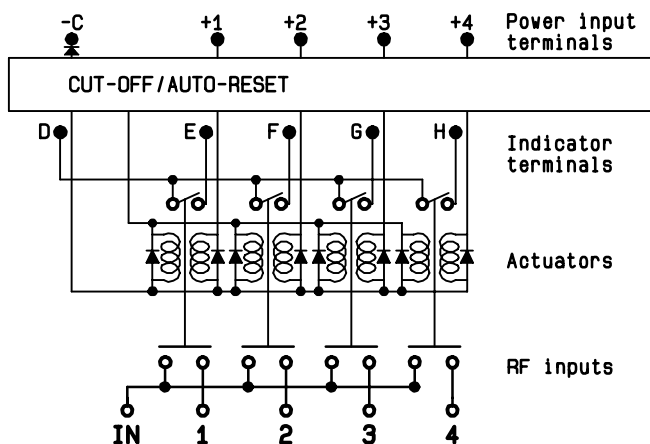 -C +1 +2 +3 +4 Power input
terminals
CUT-OFF/AUTO-RESET
D E F G H Indicator
terminals
Actuators
RF inputs
IN 1 2 3 4